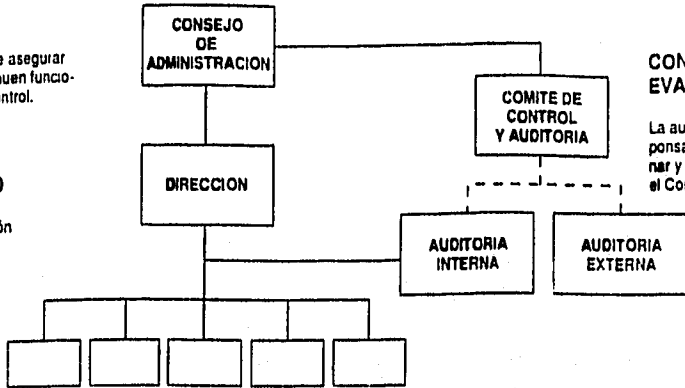 CONSEJO
DE
ADMINISTRACION
e asegurar
uen funcio-
ntrol.
COMITE DE
CONTROL
Y AUDITORIA
CON
EVA
La au
ponsa
nar y
el Co
DIRECCION
ón
AUDITORIA
INTERNA
AUDITORIA
EXTERNA